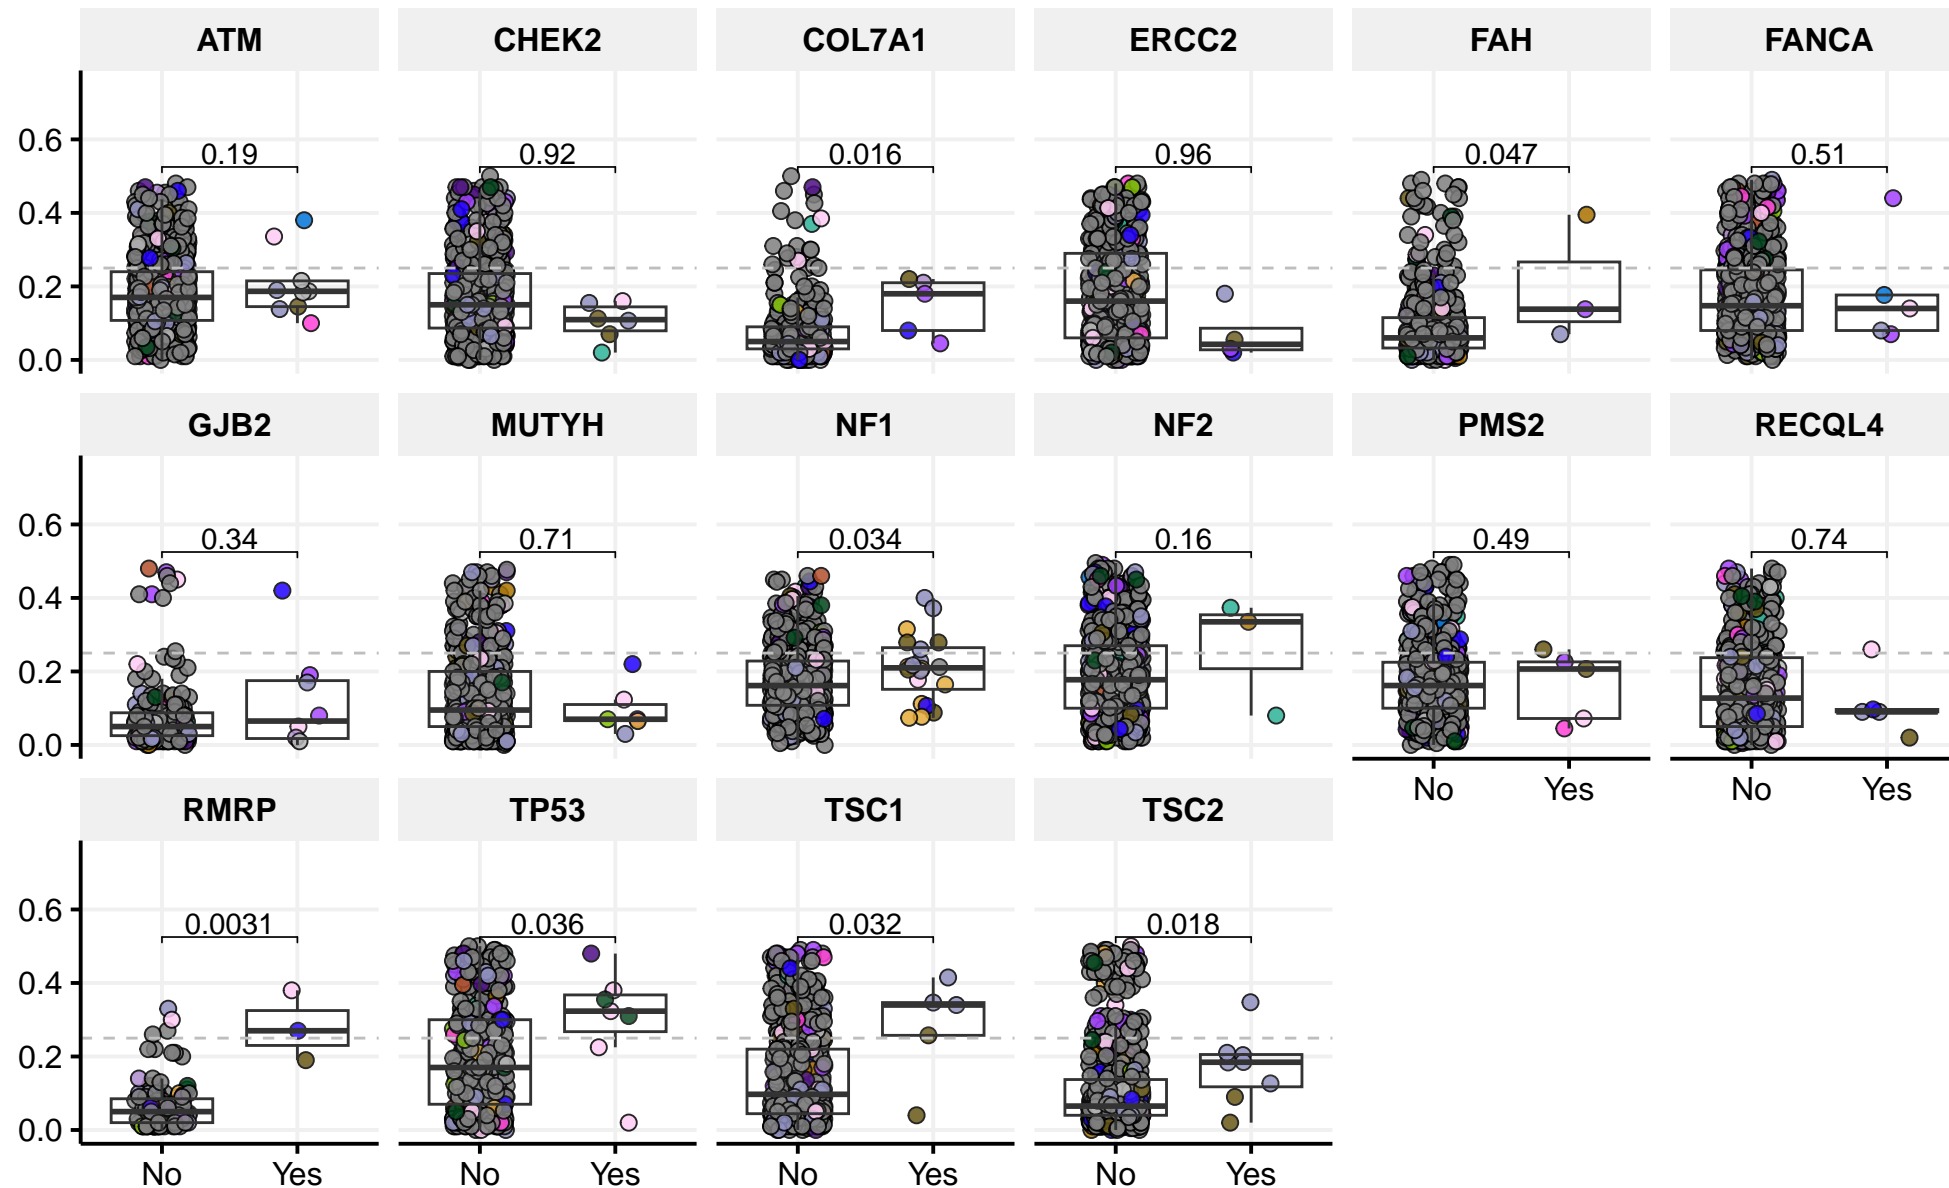 ATM CHEK2 COL7A1 ERCC2 FAH FANCA
0.6
0.19 0.92 0.016 0.96 0.047 0.51
0.4
0.2
0.0
GJB2 MUTYH NF1 NF2 PMS2 RECQL4
0.6
0.34 0.71 0.034 0.16 0.49 0.74
0.4
0.2
0.0
No Yes No Yes
RMRP TP53 TSC1 TSC2
0.6
0.0031 0.036 0.032 0.018
0.4
0.2
0.0
No Yes No Yes No Yes No Yes